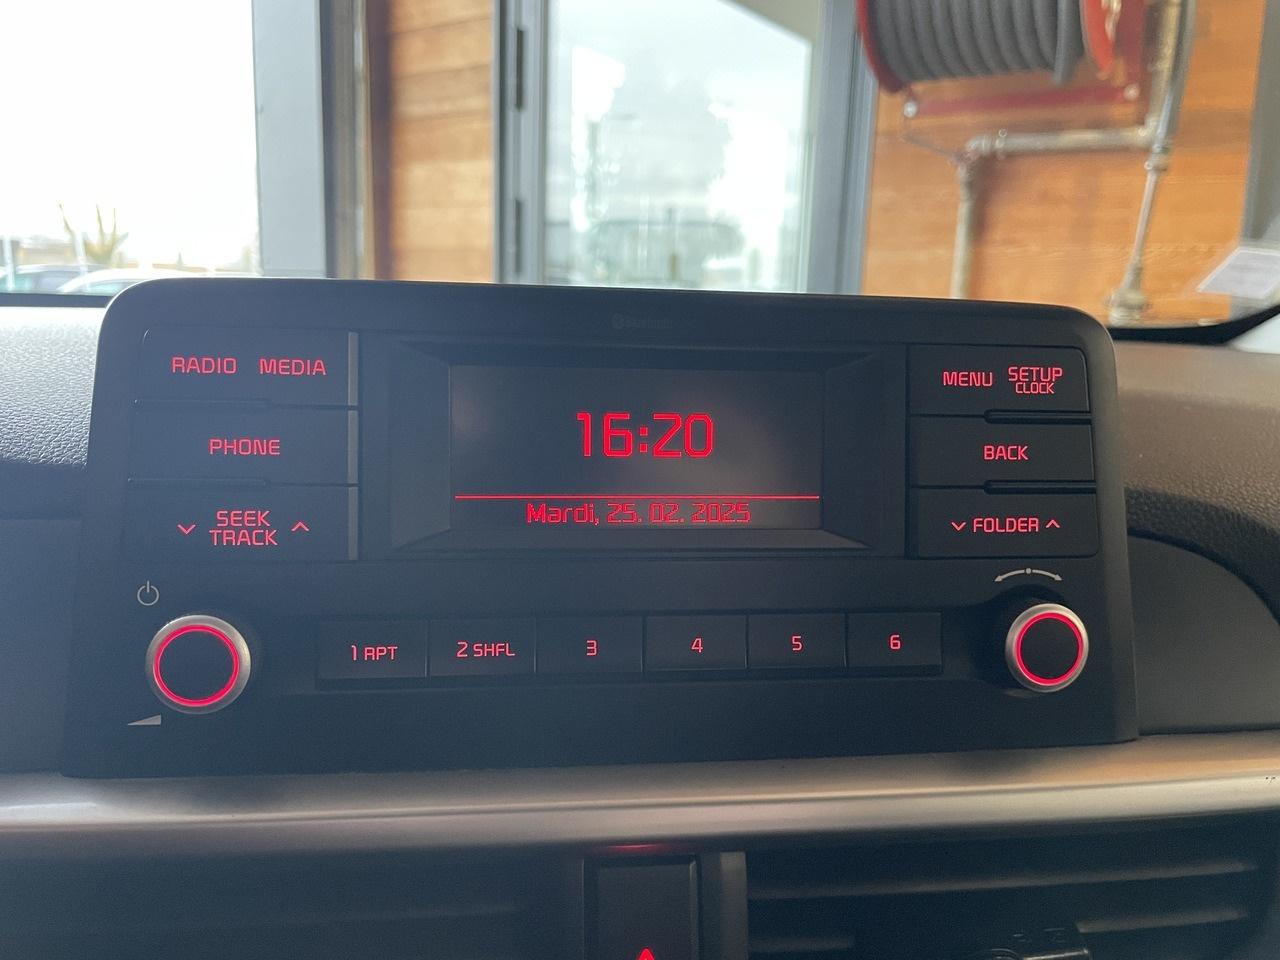 RADIO MEDIA
PHONE
SEEK
TRACK
16:20
Mardi, 25. 02. 2025
MENU SETUP
CLOCK
BACK
FOLDER
1 RPT 2 SHFL 3 4 5 6